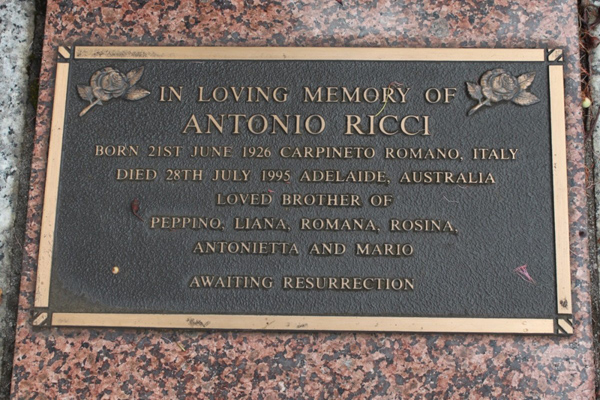 IN LOVING MEMORY OF
ANTONIO RICCI
BORN 21ST JUNE 1926 CARPINETO ROMANO, ITALY
DIED 28TH JULY 1995 ADELAIDE, AUSTRALIA
LOVED BROTHER OF
PEPPINO, LIANA, ROMANA, ROSINA,
ANTONIETTA AND MARIO
AWAITING RESURRECTION